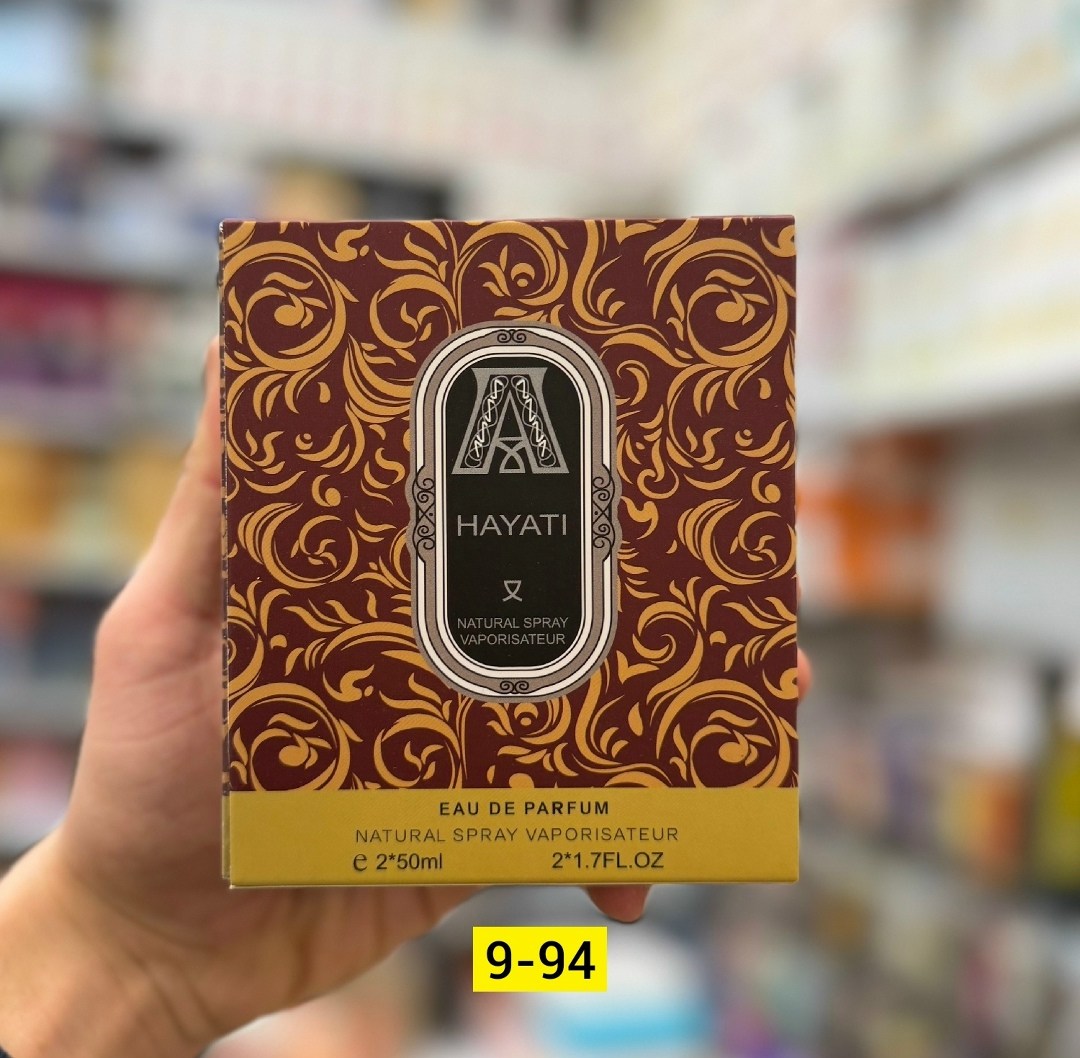 A
HAYATI
NATURAL SPRAY
VAPORISATEUR
EAU DE PARFUM
NATURAL SPRAY VAPORISATEUR
℮ 2*50ml 2*1.7FL.OZ
9-94